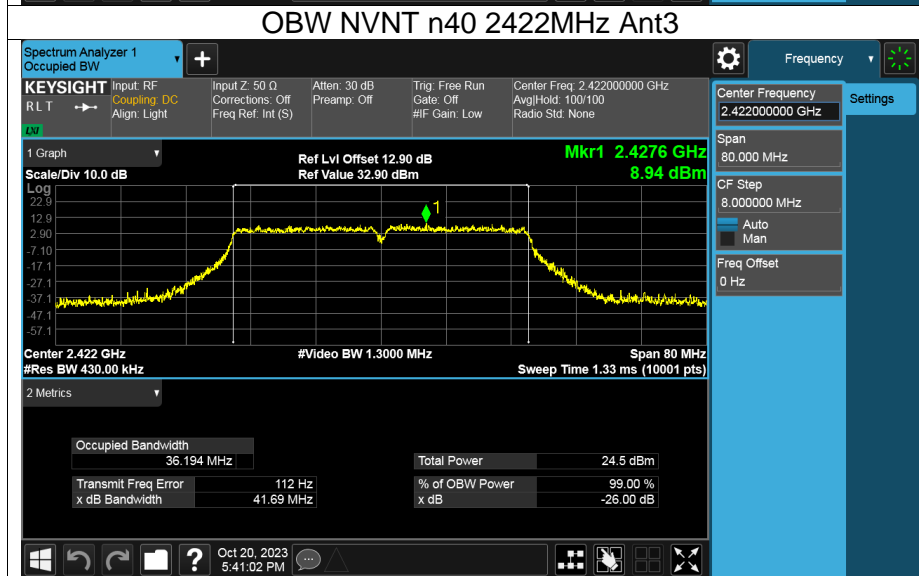 OBW NVNT n40 2422MHz Ant3
Spectrum Analyzer 1
Occupied BW
+
Frequency
KEYSIGHT
R L T
LXI
Input: RF
Coupling: DC
Align: Light
Input Z: 50 Ω
Corrections: Off
Freq Ref: Int (S)
Atten: 30 dB
Preamp: Off
Trig: Free Run
Gate: Off
#IF Gain: Low
Center Freq: 2.422000000 GHz
Avg|Hold: 100/100
Radio Std: None
Center Frequency
2.422000000 GHz
Settings
Span
80.000 MHz
CF Step
8.000000 MHz
Auto
Man
Freq Offset
0 Hz
1 Graph
Scale/Div 10.0 dB
Ref Lvl Offset 12.90 dB
Ref Value 32.90 dBm
Mkr1 2.4276 GHz
8.94 dBm
Log
22.9
12.9
2.90
-7.10
-17.1
-27.1
-37.1
-47.1
-57.1
1
Center 2.422 GHz
#Res BW 430.00 kHz
#Video BW 1.3000 MHz
Span 80 MHz
Sweep Time 1.33 ms (10001 pts)
2 Metrics
Occupied Bandwidth
36.194 MHz
Total Power 24.5 dBm
Transmit Freq Error 112 Hz
% of OBW Power 99.00 %
x dB Bandwidth 41.69 MHz
x dB -26.00 dB
?
Oct 20, 2023
5:41:02 PM